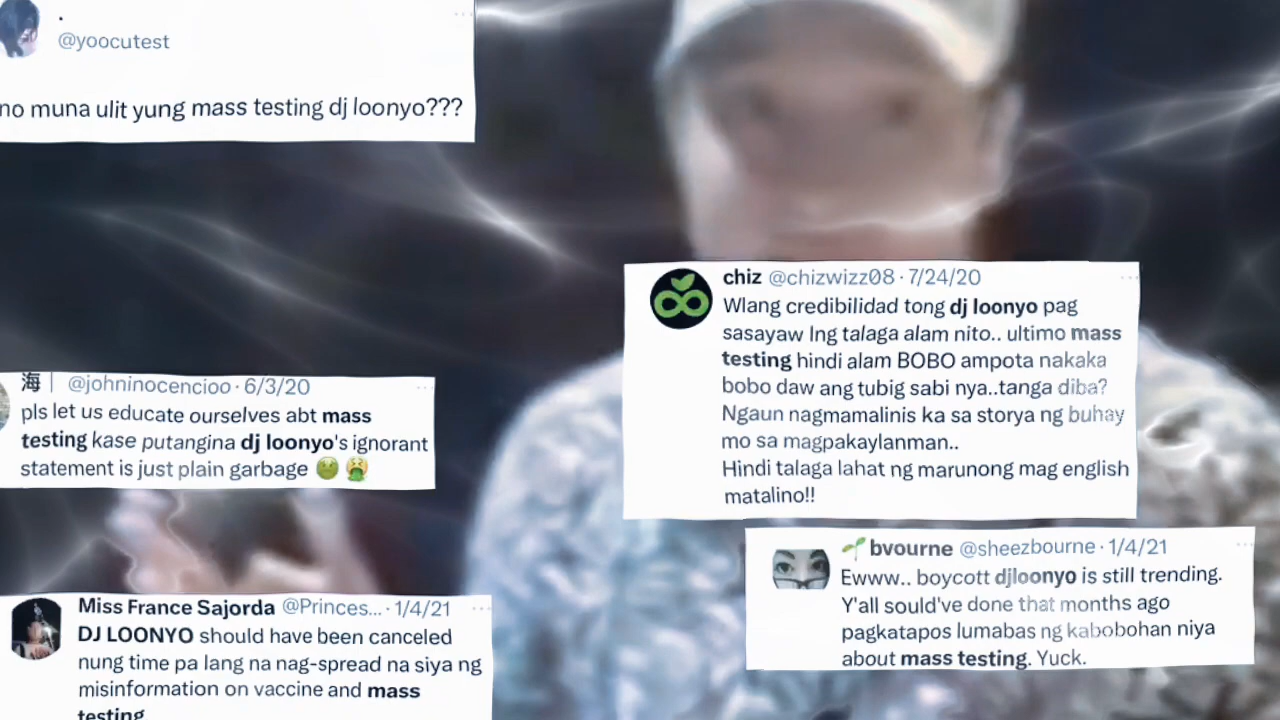 .
@yoocutest
no muna ulit yung mass testing dj loonyo???
海 | @johninocencioo · 6/3/20
pls let us educate ourselves abt mass
testing kase putangina dj loonyo's ignorant
statement is just plain garbage 🤢 🤮
Miss France Sajorda @Princes... · 1/4/21
DJ LOONYO should have been canceled
nung time pa lang na nag-spread na siya ng
misinformation on vaccine and mass
testing
chiz @chizwizz08 · 7/24/20
Wlang credibilidad tong dj loonyo pag
sasayaw lng talaga alam nito.. ultimo mass
testing hindi alam BOBO ampota nakaka
bobo daw ang tubig sabi nya..tanga diba?
Ngaun nagmamalinis ka sa storya ng buhay
mo sa magpakaylanman..
Hindi talaga lahat ng marunong mag english
matalino!!
🌱 bvourne @sheezbourne · 1/4/21
Ewww.. boycott djloonyo is still trending.
Y'all sould've done that months ago
pagkatapos lumabas ng kabobohan niya
about mass testing. Yuck.